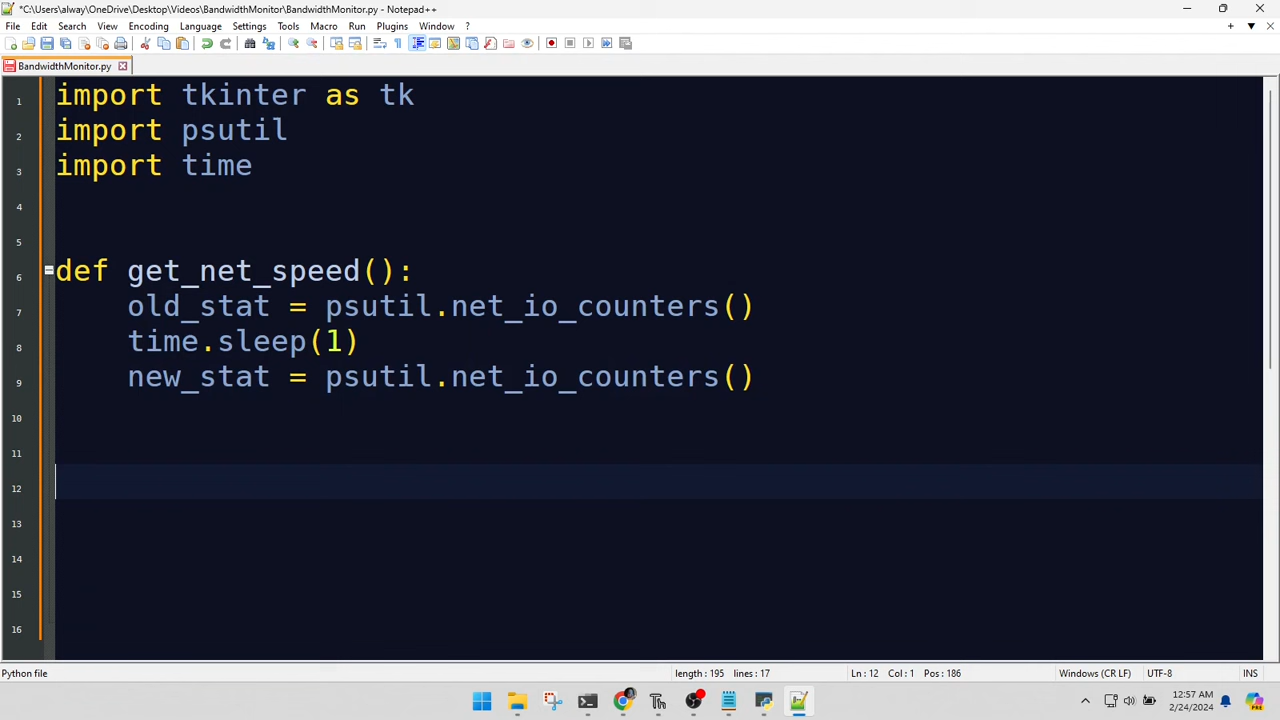 *C:\Users\alway\OneDrive\Desktop\Videos\BandwidthMonitor\BandwidthMonitor.py - Notepad++
File Edit Search View Encoding Language Settings Tools Macro Run Plugins Window ?
BandwidthMonitor.py
1 import tkinter as tk
2 import psutil
3 import time
4
5
6 def get_net_speed():
7 old_stat = psutil.net_io_counters()
8 time.sleep(1)
9 new_stat = psutil.net_io_counters()
10
11
12
13
14
15
16
Python file length : 195 lines : 17 Ln : 12 Col : 1 Pos : 186 Windows (CR LF) UTF-8 INS
12:57 AM
2/24/2024